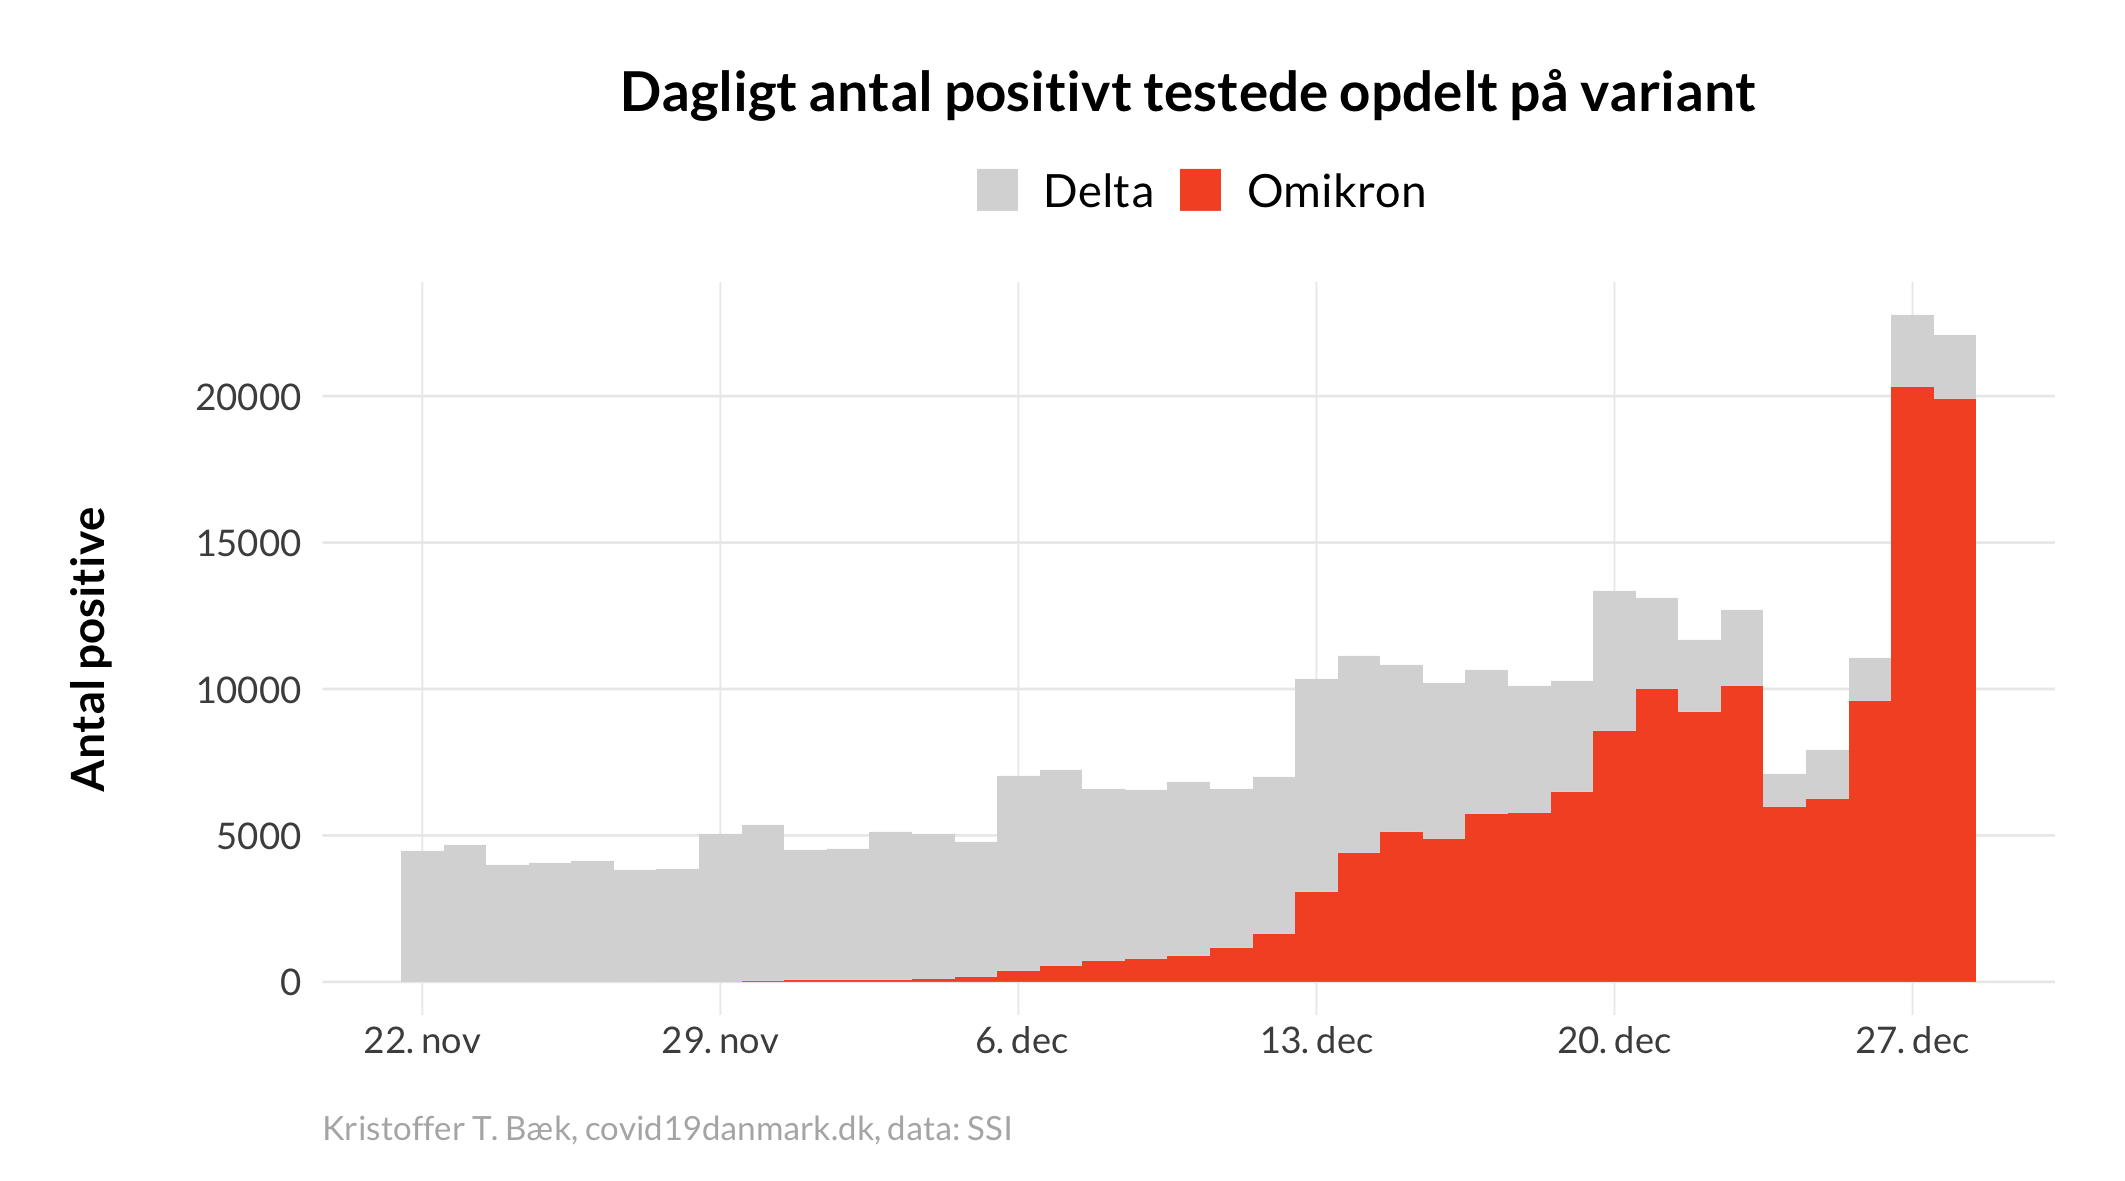 Dagligt antal positivt testede opdelt på variant
Delta Omikron
Antal positive
20000
15000
10000
5000
0
22. nov 29. nov 6. dec 13. dec 20. dec 27. dec
Kristoffer T. Bæk, covid19danmark.dk, data: SSI